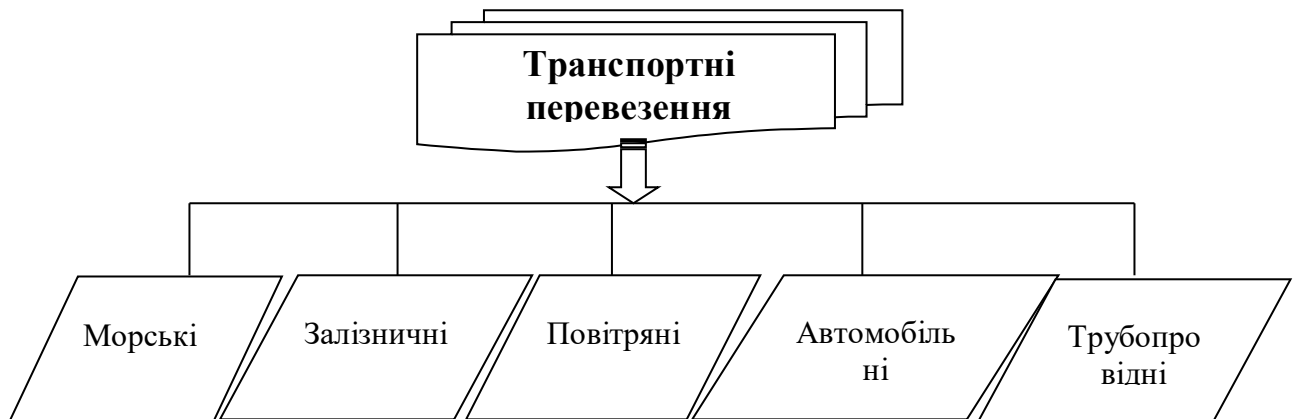 Транспортні
перевезення
Морські
Залізничні
Повітряні
Автомобіль
ні
Трубопро
відні